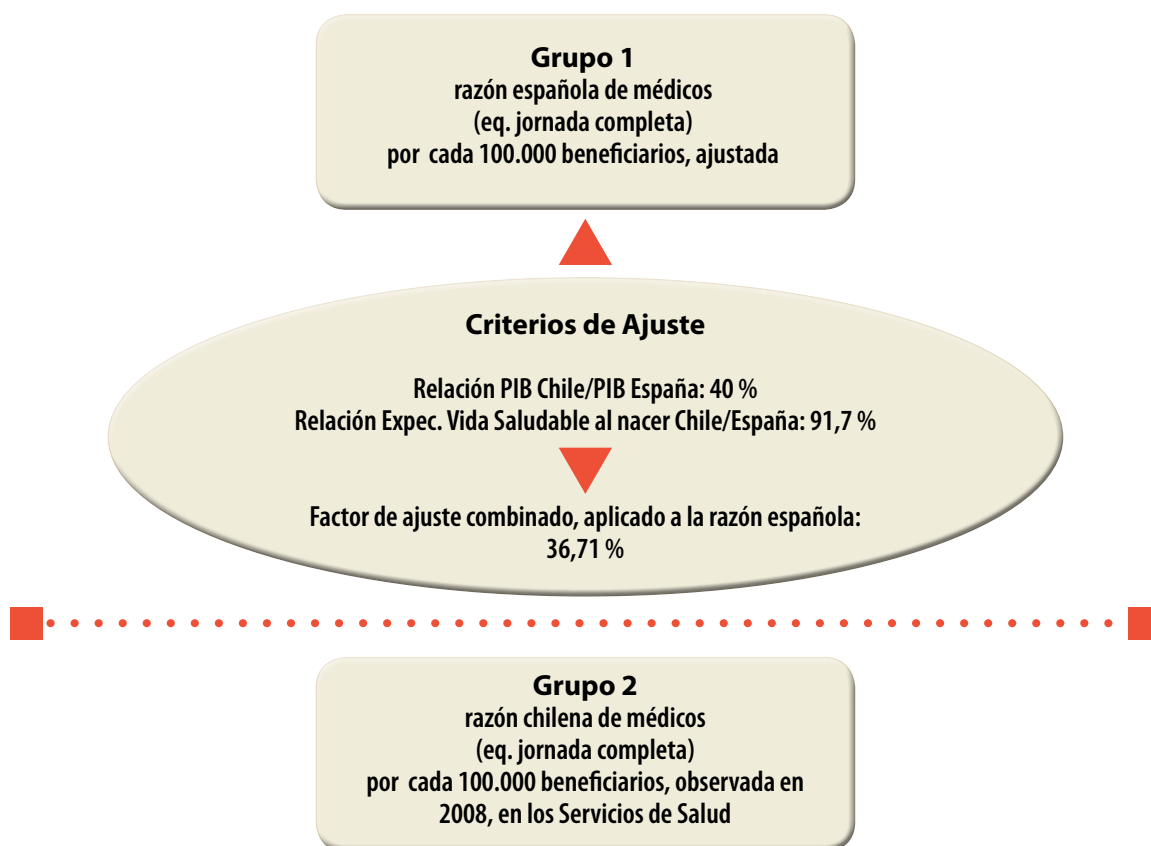 Grupo 1
razón española de médicos
(eq. jornada completa)
por cada 100.000 beneficiarios, ajustada
Criterios de Ajuste
Relación PIB Chile/PIB España: 40 %
Relación Expec. Vida Saludable al nacer Chile/España: 91,7 %
Factor de ajuste combinado, aplicado a la razón española:
36,71 %
Grupo 2
razón chilena de médicos
(eq. jornada completa)
por cada 100.000 beneficiarios, observada en
2008, en los Servicios de Salud